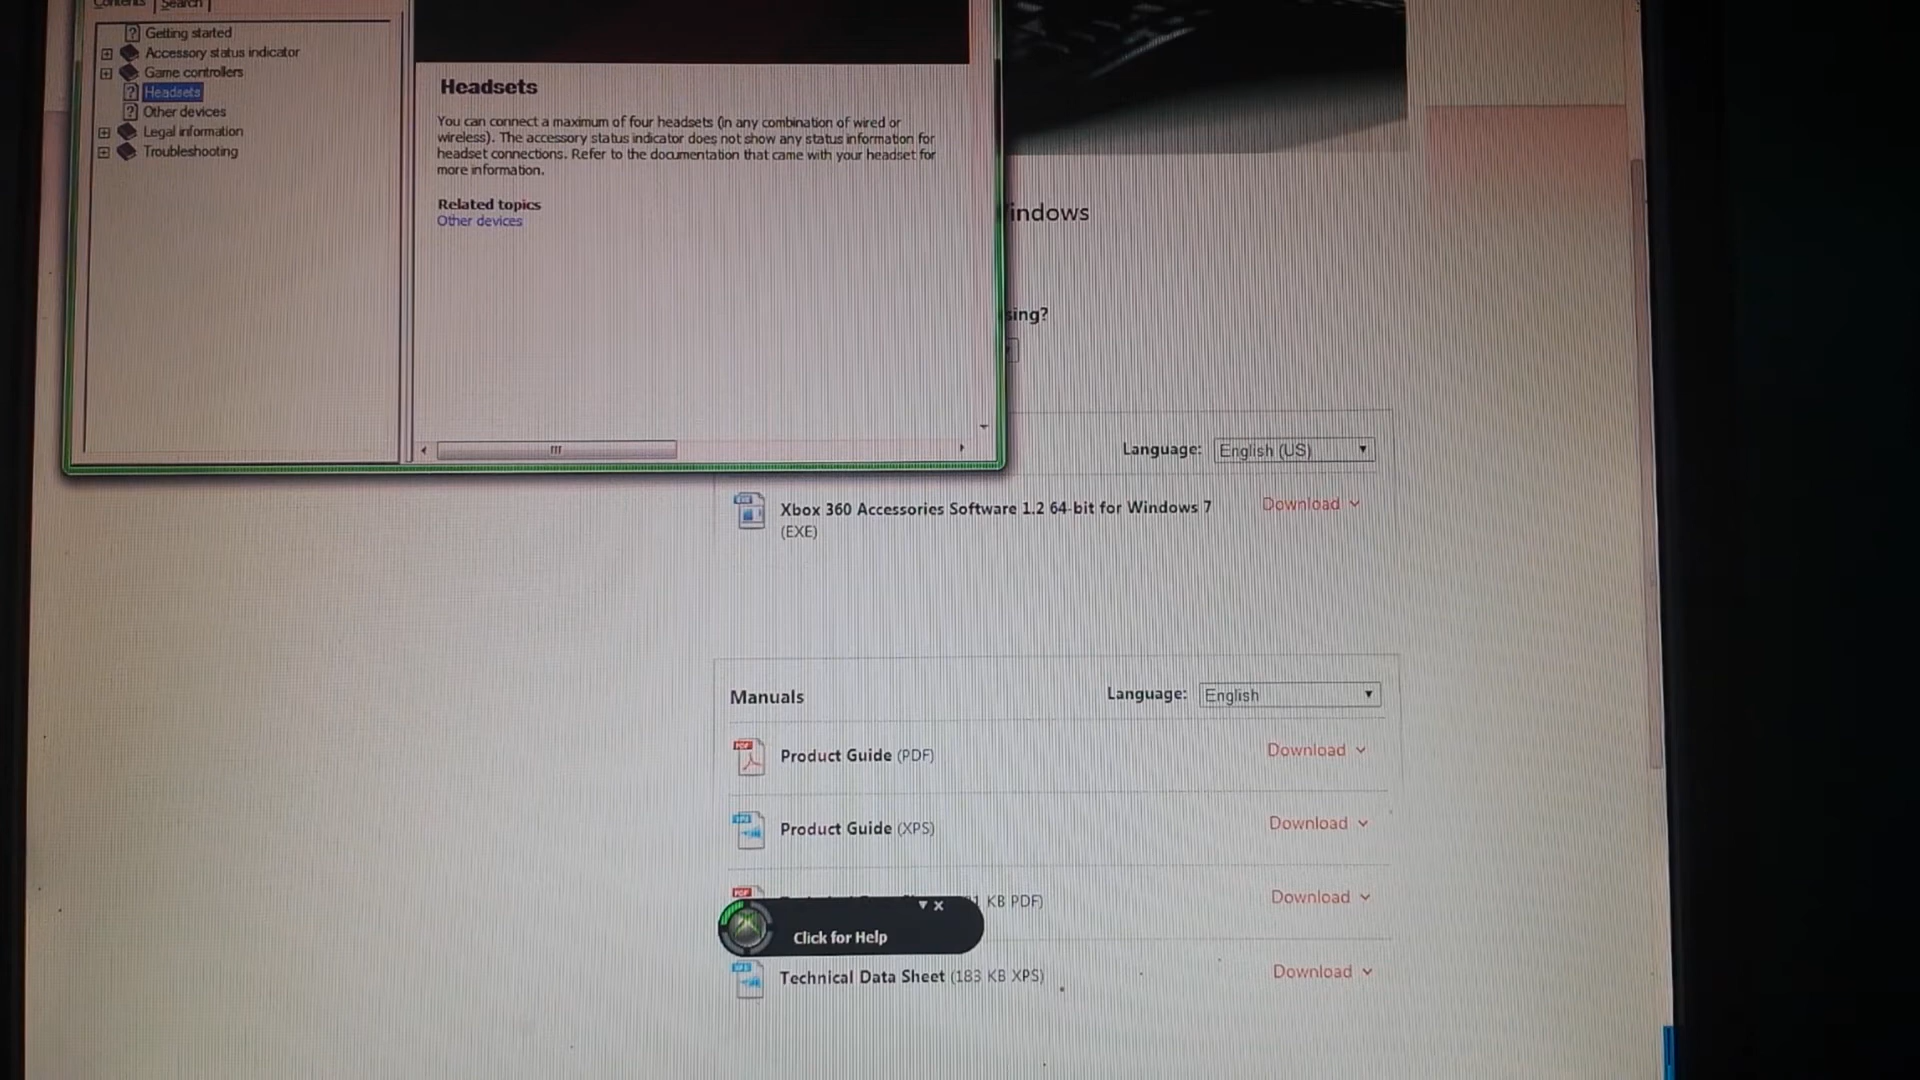 Contents Search
Getting started
Accessory status indicator
Game controllers
Headsets
Other devices
Legal information
Troubleshooting
Headsets
You can connect a maximum of four headsets (in any combination of wired or
wireless). The accessory status indicator does not show any status information for
headset connections. Refer to the documentation that came with your headset for
more information.
Related topics
Other devices
indows
sing?
Language: English (US)
Xbox 360 Accessories Software 1.2 64-bit for Windows 7 Download
(EXE)
Manuals Language: English
Product Guide (PDF) Download
Product Guide (XPS) Download
KB PDF) Download
Click for Help
Technical Data Sheet (183 KB XPS) Download